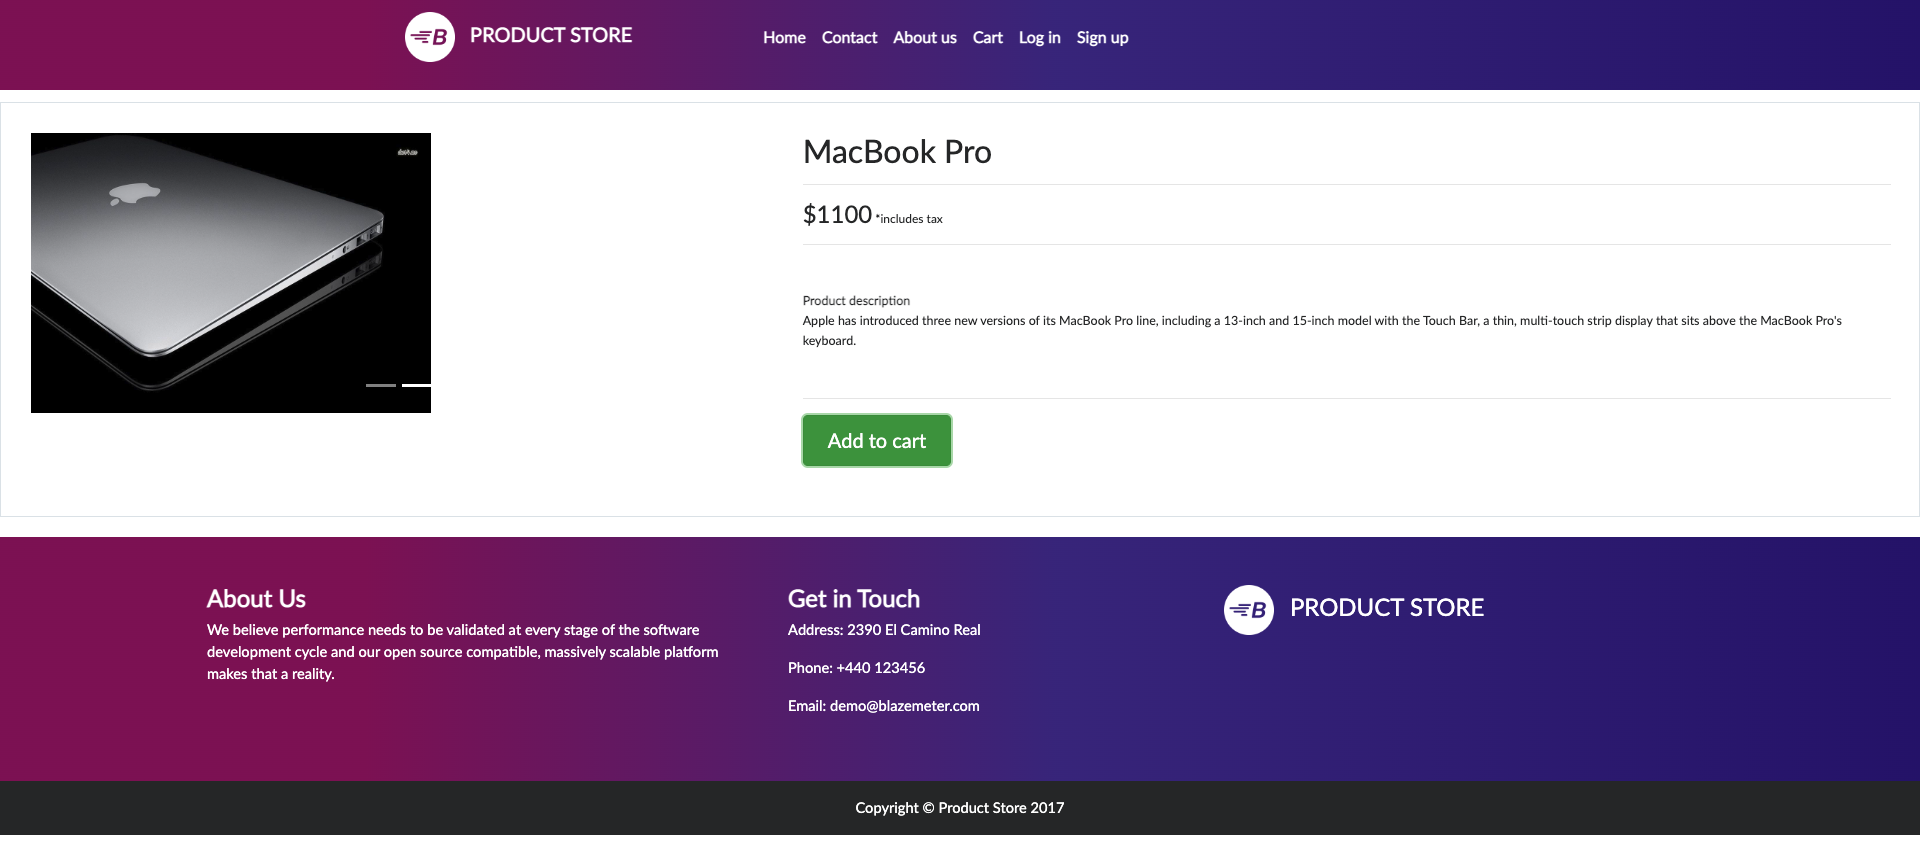 B PRODUCT STORE
Home Contact About us Cart Log in Sign up
MacBook Pro
$1100 *includes tax
Product description
Apple has introduced three new versions of its MacBook Pro line, including a 13-inch and 15-inch model with the Touch Bar, a thin, multi-touch strip display that sits above the MacBook Pro's
keyboard.
Add to cart
About Us
We believe performance needs to be validated at every stage of the software
development cycle and our open source compatible, massively scalable platform
makes that a reality.
Get in Touch
Address: 2390 El Camino Real
Phone: +440 123456
Email: demo@blazemeter.com
B PRODUCT STORE
Copyright © Product Store 2017